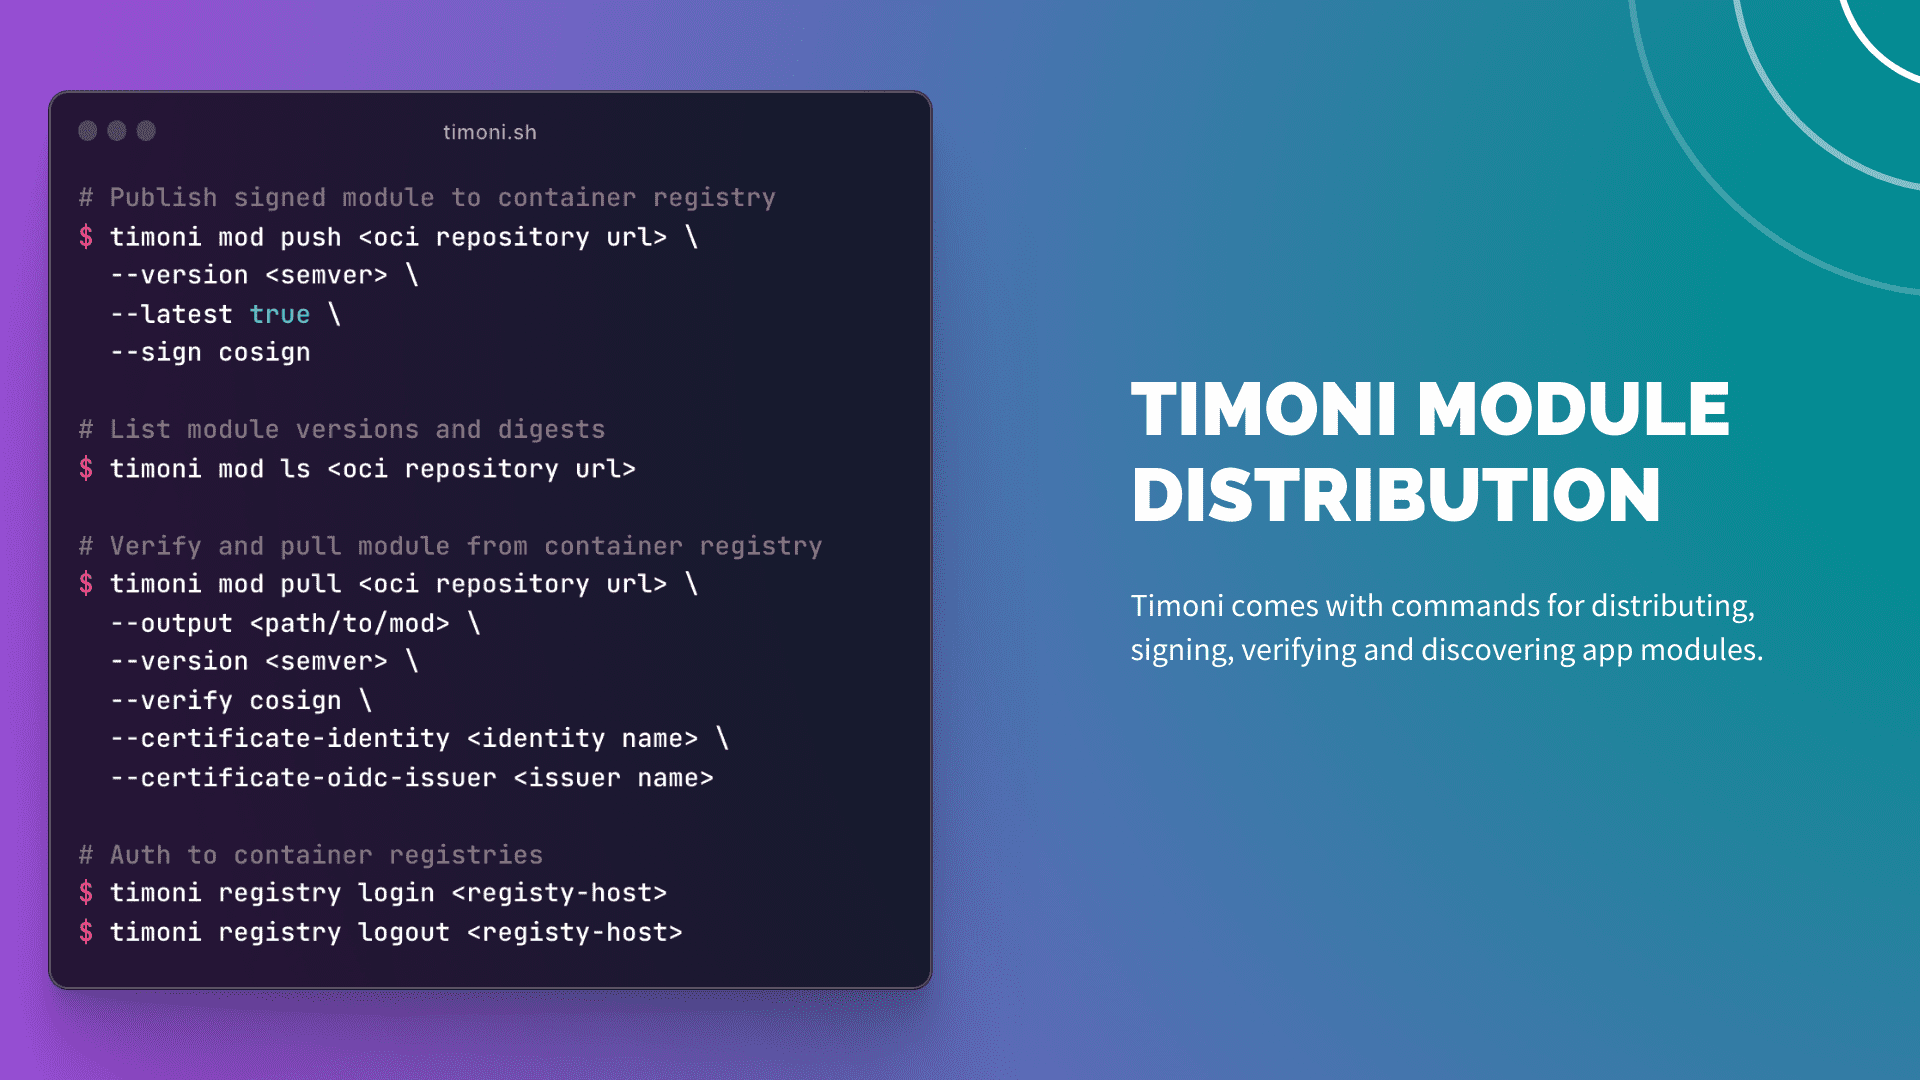 timoni.sh
# Publish signed module to container registry
$ timoni mod push <oci repository url> \
--version <semver> \
--latest true \
--sign cosign
# List module versions and digests
$ timoni mod ls <oci repository url>
# Verify and pull module from container registry
$ timoni mod pull <oci repository url> \
--output <path/to/mod> \
--version <semver> \
--verify cosign \
--certificate-identity <identity name> \
--certificate-oidc-issuer <issuer name>
# Auth to container registries
$ timoni registry login <registy-host>
$ timoni registry logout <registy-host>
TIMONI MODULE
DISTRIBUTION
Timoni comes with commands for distributing,
signing, verifying and discovering app modules.